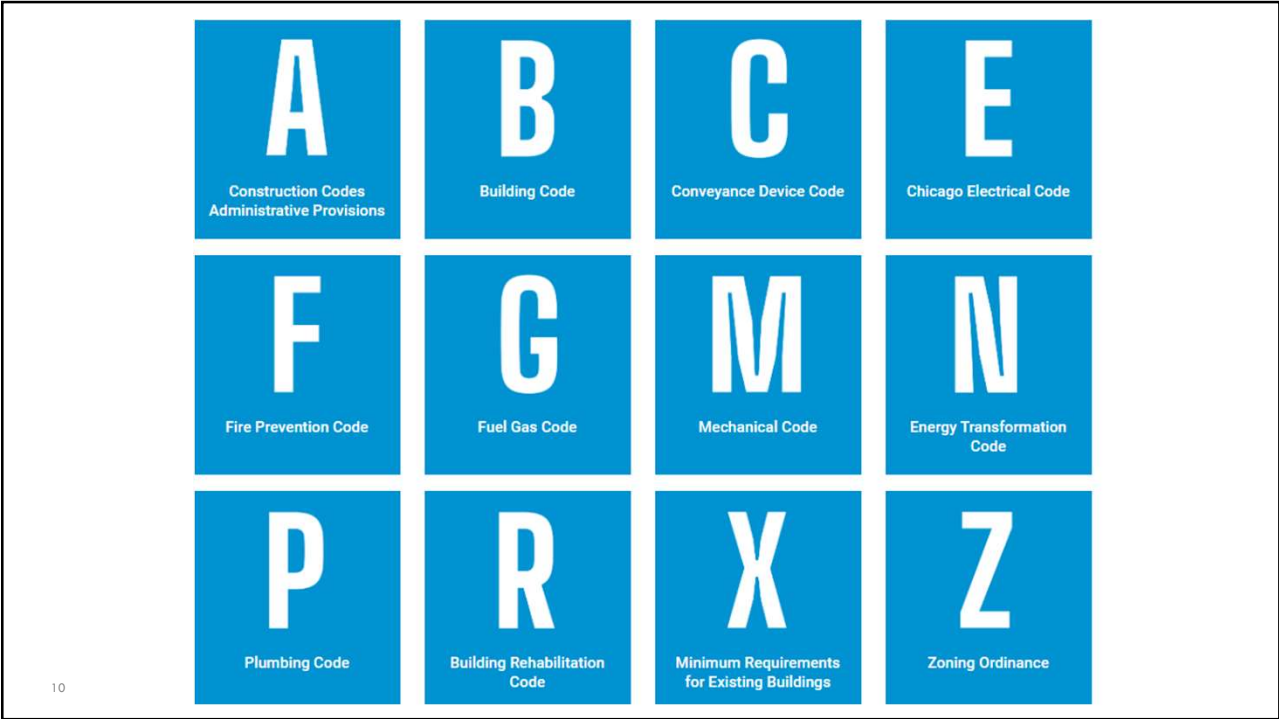 A
Construction Codes
Administrative Provisions
B
Building Code
C
Conveyance Device Code
E
Chicago Electrical Code
F
Fire Prevention Code
G
Fuel Gas Code
M
Mechanical Code
N
Energy Transformation
Code
P
Plumbing Code
R
Building Rehabilitation
Code
X
Minimum Requirements
for Existing Buildings
Z
Zoning Ordinance
10